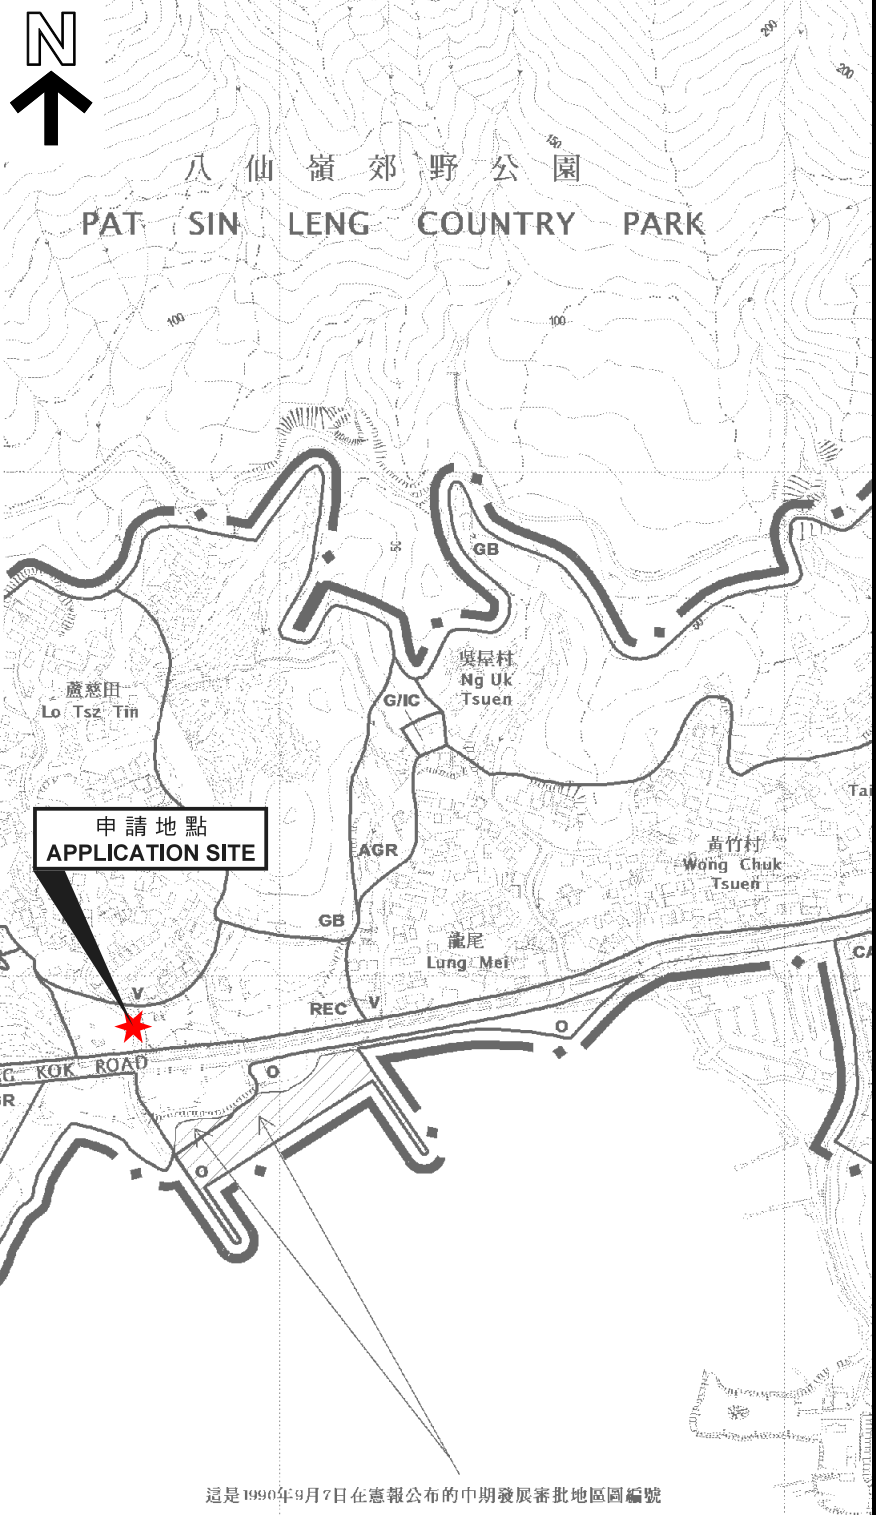 N
200
200
150
八仙嶺郊野公園
PAT SIN LENG COUNTRY PARK
100
100
50
GB
50
吳屋村
Ng Uk
Tsuen
蘆慈田
Lo Tsz Tin
G/IC
Tai
申請地點
APPLICATION SITE
AGR
黃竹村
Wong Chuk
Tsuen
GB
龍尾
Lung Mei
CA
V
REC V
O
KOK ROAD
O
O
這是1990年9月7日在憲報公布的中期發展審批地區圖編號